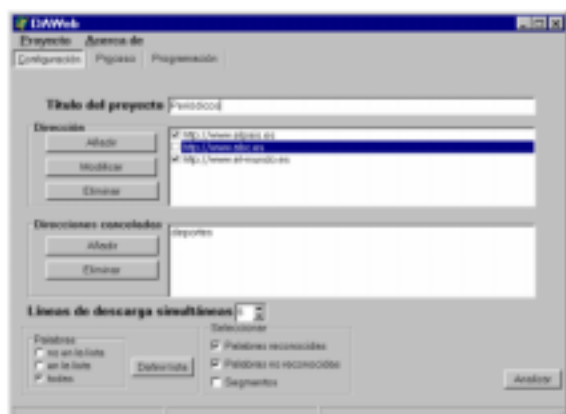 DAWeb
Proyecto Acerca de
Configuración Proceso Programación
Título del proyecto Periódicos
Dirección
Añadir
Modificar
Eliminar
http://www.elpais.es
http://www.abc.es
http://www.el-mundo.es
Direcciones canceladas
Añadir
Eliminar
deportes
Líneas de descarga simultáneas
Palabras
no en la lista
en la lista
todas
Definir lista
Seleccionar
Palabras reconocidas
Palabras no reconocidas
Segmentos
Analizar